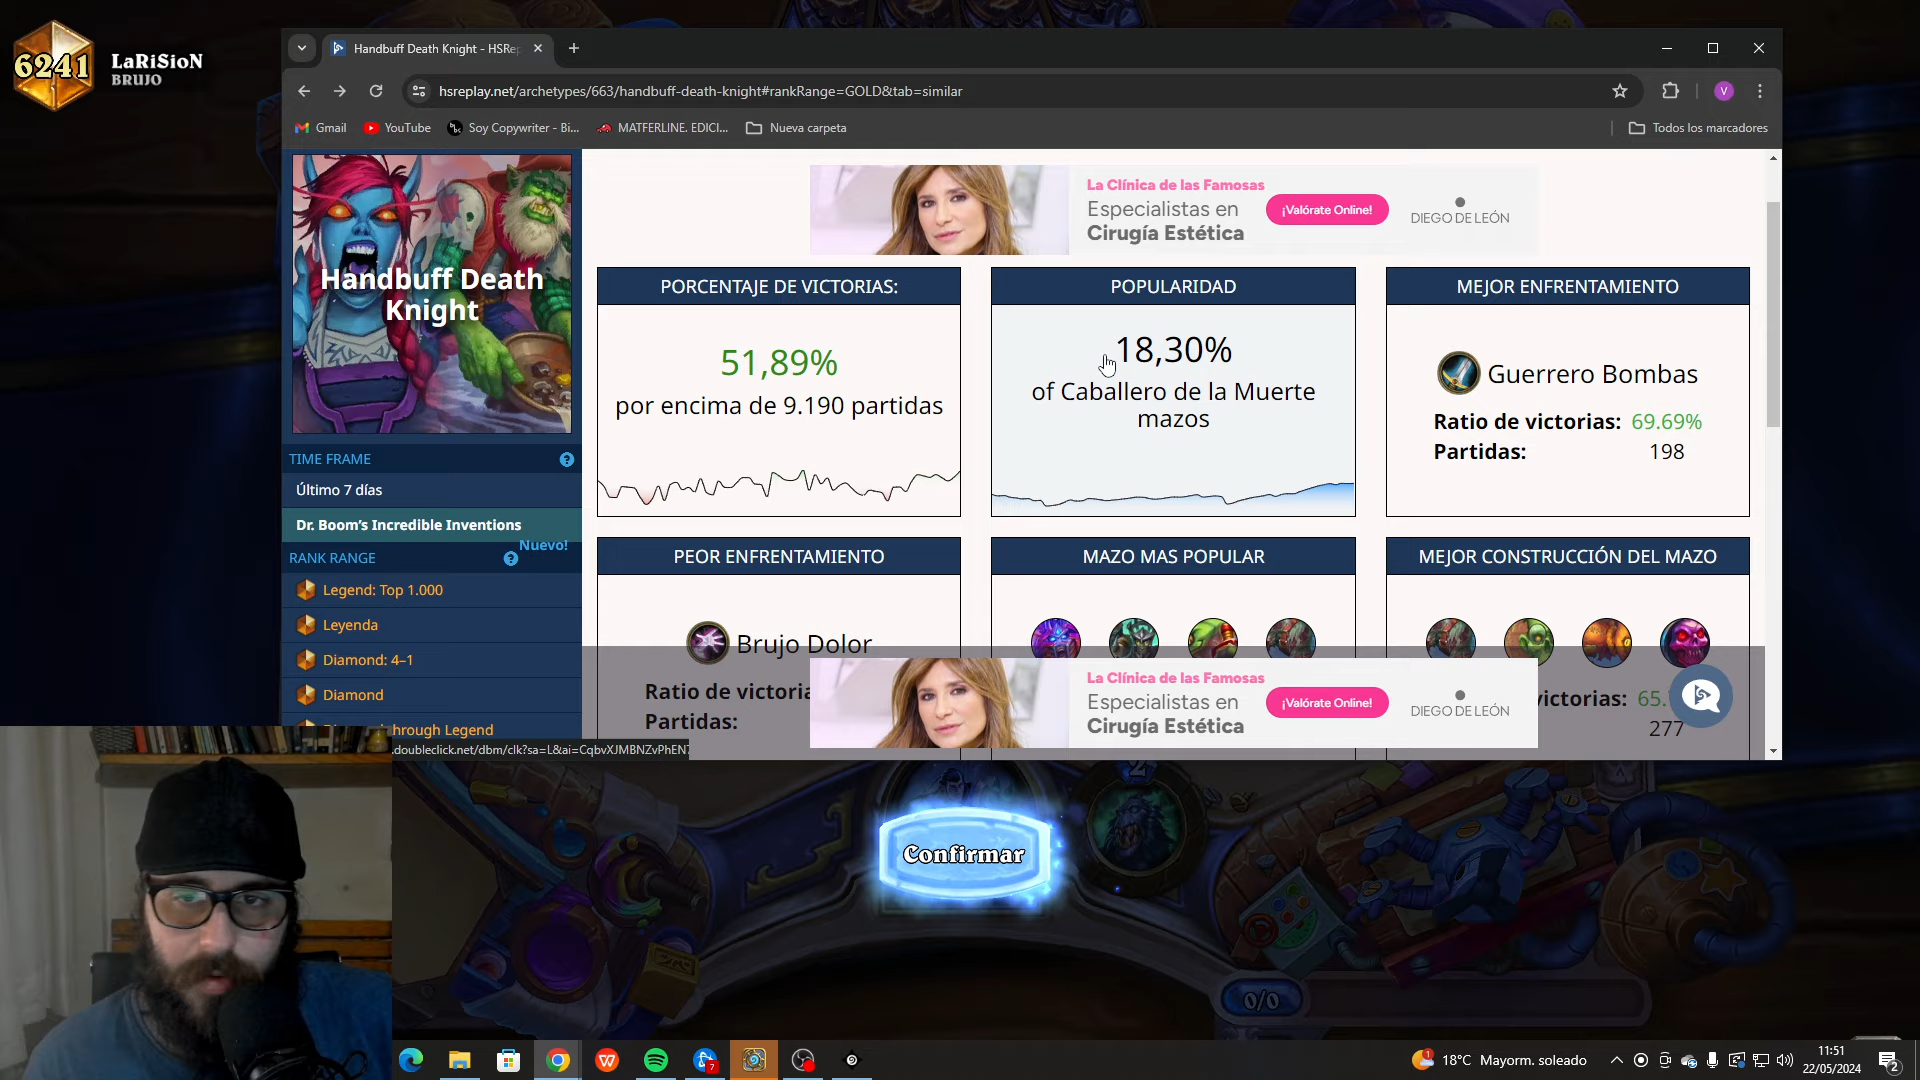 6241
LaRiSioN
BRUJO
Handbuff Death Knight - HSRe
hsreplay.net/archetypes/663/handbuff-death-knight#rankRange=GOLD&tab=similar
V
Gmail
YouTube
Soy Copywriter - Bi...
MATFERLINE. EDICI...
Nueva carpeta
Todos los marcadores
Handbuff Death
Knight
La Clínica de las Famosas
Especialistas en
Cirugía Estética
¡Valórate Online!
DIEGO DE LEÓN
PORCENTAJE DE VICTORIAS:
51,89%
por encima de 9.190 partidas
POPULARIDAD
18,30%
of Caballero de la Muerte
mazos
MEJOR ENFRENTAMIENTO
Guerrero Bombas
Ratio de victorias: 69.69%
Partidas: 198
TIME FRAME
Último 7 días
Dr. Boom's Incredible Inventions
Nuevo!
RANK RANGE
Legend: Top 1.000
Leyenda
Diamond: 4–1
Diamond
hrough Legend
PEOR ENFRENTAMIENTO
Brujo Dolor
Ratio de victoria
Partidas:
MAZO MAS POPULAR
MEJOR CONSTRUCCIÓN DEL MAZO
victorias: 65.
277
La Clínica de las Famosas
Especialistas en
Cirugía Estética
¡Valórate Online!
DIEGO DE LEÓN
.doubleclick.net/dbm/clk?sa=L&ai=CqbvXJMBNZvPhEN
2
Confirmar
0/0
7
1
18°C Mayorm. soleado
11:51
22/05/2024
2